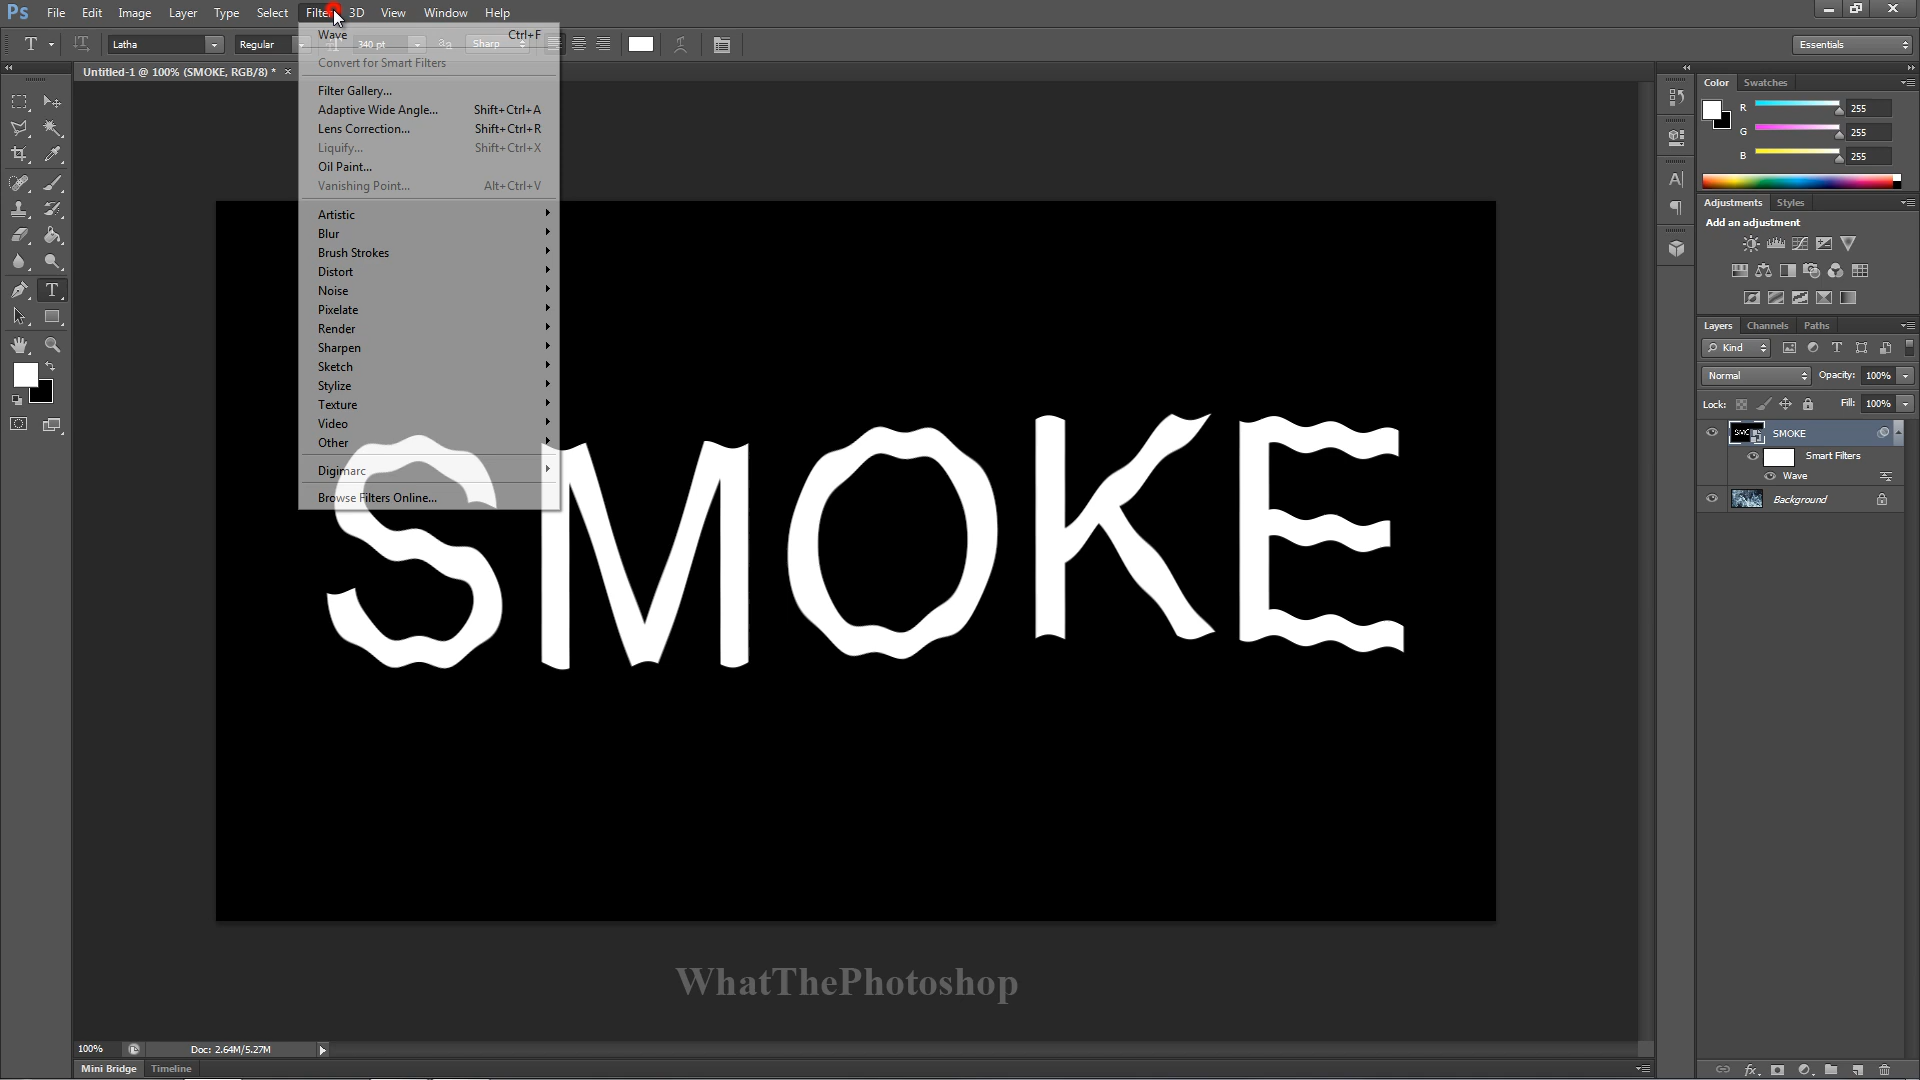 Ps File Edit Image Layer Type Select Filter 3D View Window Help
T Latha Regular 340 pt Sharp Essentials
Untitled-1 @ 100% (SMOKE, RGB/8) * ×
Wave Ctrl+F
Convert for Smart Filters
Filter Gallery...
Adaptive Wide Angle... Shift+Ctrl+A
Lens Correction... Shift+Ctrl+R
Liquify... Shift+Ctrl+X
Oil Paint...
Vanishing Point... Alt+Ctrl+V
Artistic
Blur
Brush Strokes
Distort
Noise
Pixelate
Render
Sharpen
Sketch
Stylize
Texture
Video
Other
Digimarc
Browse Filters Online...
SMOKE
WhatThePhotoshop
Color Swatches
R 255
G 255
B 255
Adjustments Styles
Add an adjustment
Layers Channels Paths
Kind
Normal Opacity: 100%
Lock: Fill: 100%
SMOKE
Smart Filters
Wave
Background
100% Doc: 2.64M/5.27M
Mini Bridge Timeline